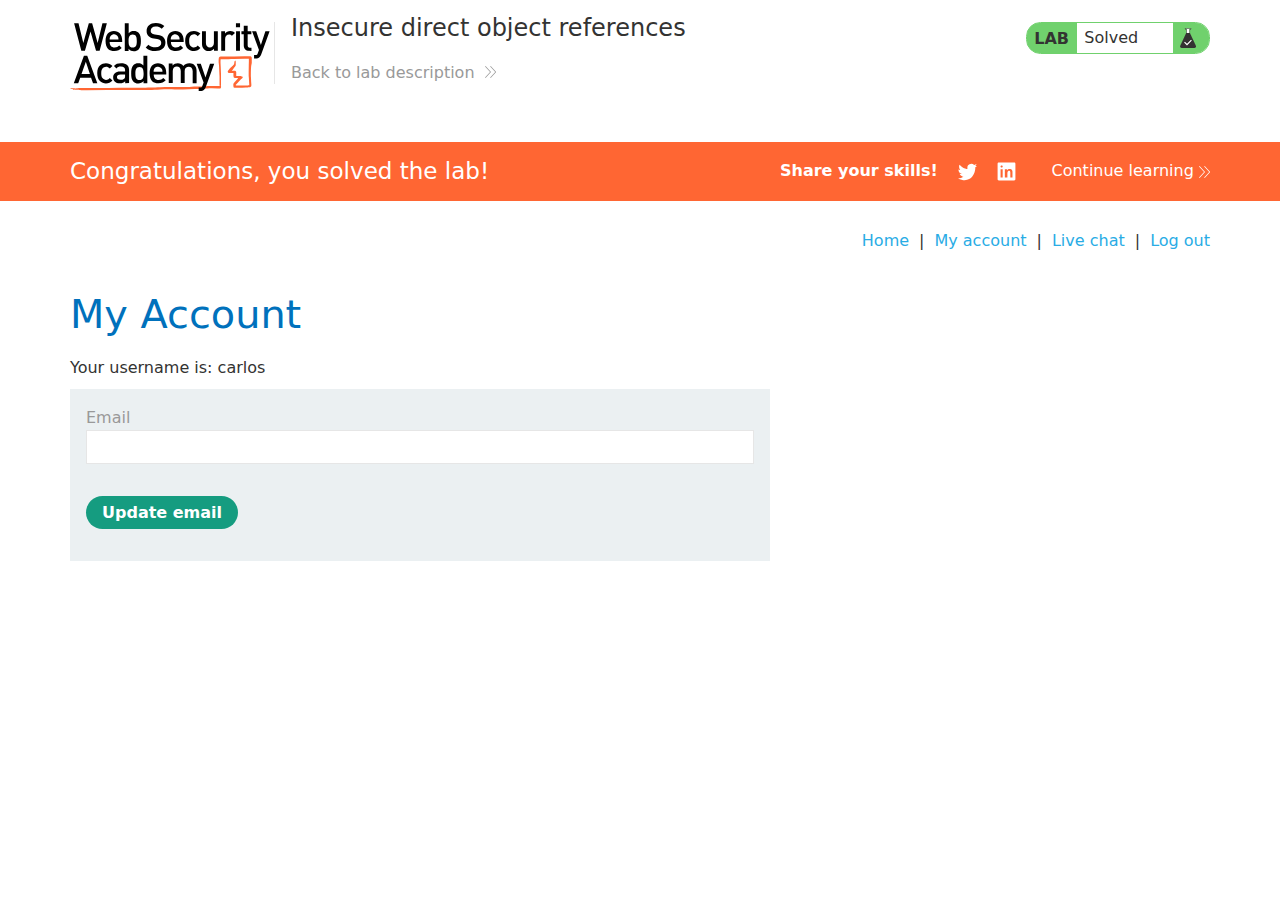 Web Security
Academy
Insecure direct object references
Back to lab description
LAB Solved
Congratulations, you solved the lab!
Share your skills!
Continue learning
Home | My account | Live chat | Log out
My Account
Your username is: carlos
Email
Update email